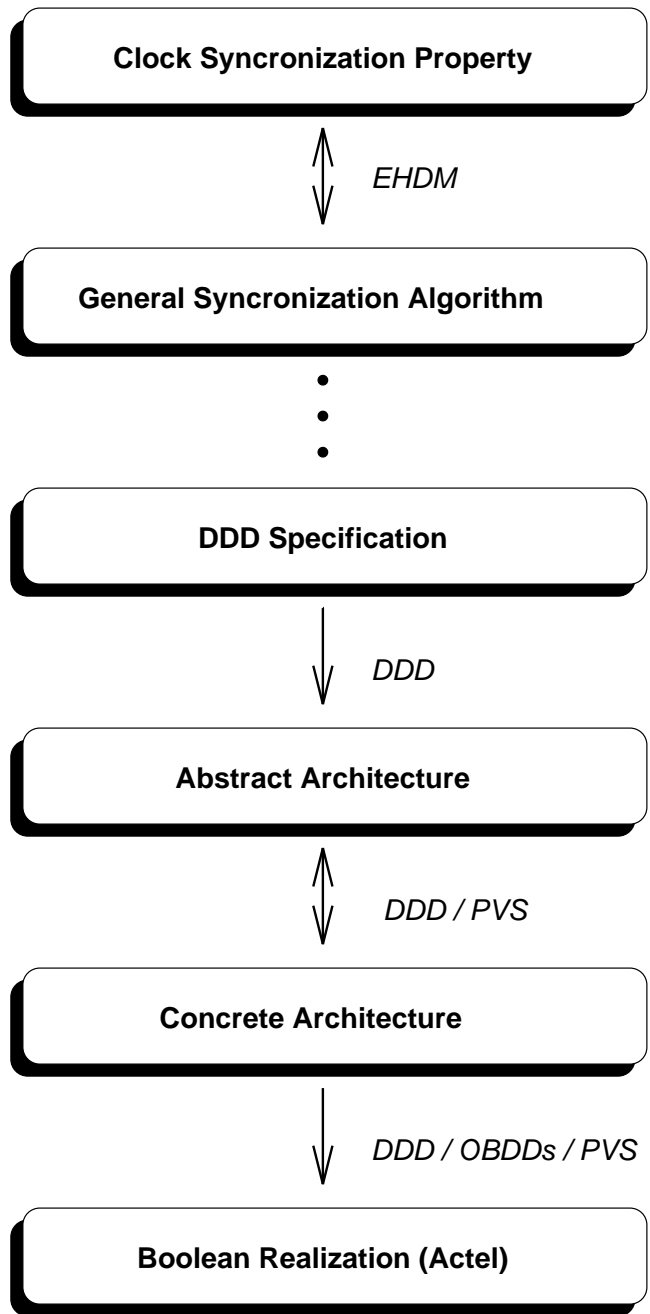 Clock Syncronization Property
EHDM
General Syncronization Algorithm
DDD Specification
DDD
Abstract Architecture
DDD / PVS
Concrete Architecture
DDD / OBDDs / PVS
Boolean Realization (Actel)